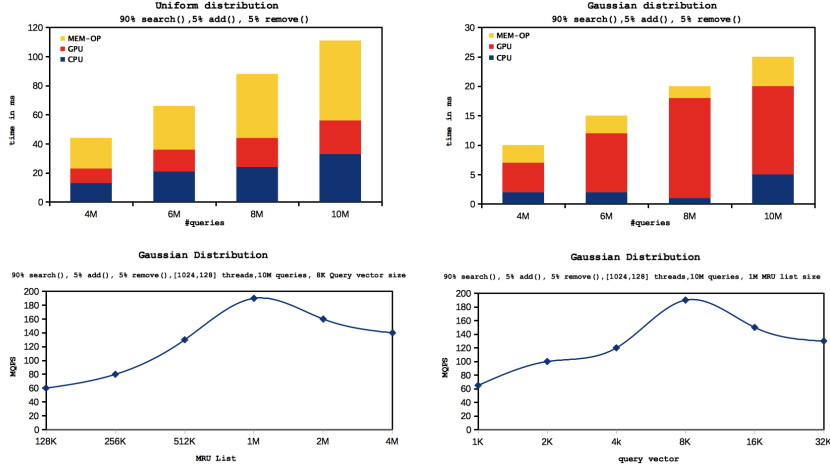 Uniform distribution
90% search(),5% add(), 5% remove()
120
100
80
60
40
20
0
time in ms
MEM-OP
GPU
CPU
4M 6M 8M 10M
#queries
Gaussian distribution
90% search(),5% add(), 5% remove()
30
25
20
15
10
5
0
time in ms
MEM-OP
GPU
CPU
4M 6M 8M 10M
#queries
Gaussian Distribution
90% search(), 5% add(), 5% remove(),[1024,128] threads,10M queries, 8K Query vector size
200
180
160
140
120
100
80
60
40
20
0
MQPS
128K 256K 512K 1M 2M 4M
MRU List
Gaussian Distribution
90% search(), 5% add(), 5% remove(),[1024,128] threads,10M queries, 1M MRU list size
200
180
160
140
120
100
80
60
40
20
0
MQPS
1K 2K 4k 8K 16K 32K
query vector